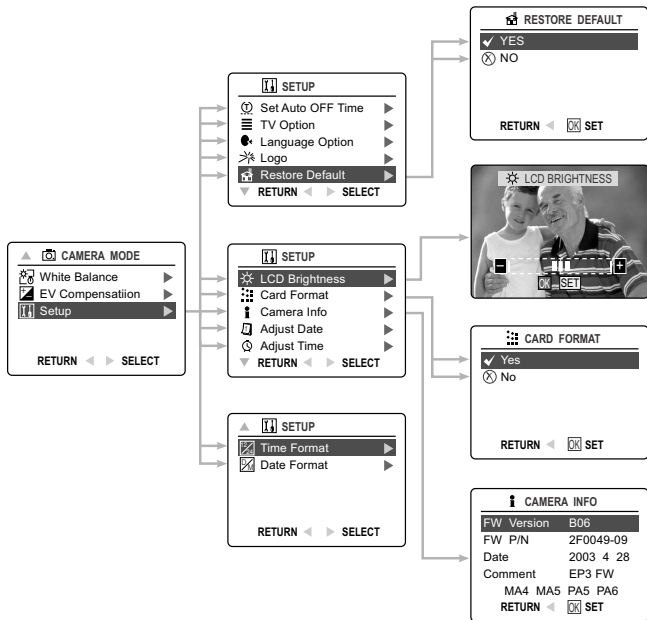 CAMERA MODE
White Balance
EV Compensatiion
Setup
RETURN SELECT
SETUP
Set Auto OFF Time
TV Option
Language Option
Logo
Restore Default
RETURN SELECT
SETUP
LCD Brightness
Card Format
Camera Info
Adjust Date
Adjust Time
RETURN SELECT
SETUP
Time Format
Date Format
RETURN SELECT
RESTORE DEFAULT
YES
NO
RETURN OK SET
LCD BRIGHTNESS
OK SET
CARD FORMAT
Yes
No
RETURN OK SET
CAMERA INFO
FW Version B06
FW P/N 2F0049-09
Date 2003 4 28
Comment EP3 FW
MA4 MA5 PA5 PA6
RETURN OK SET